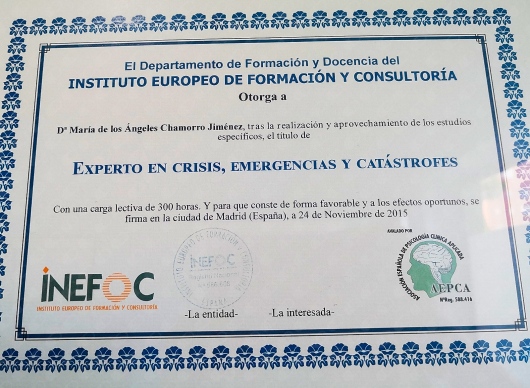 El Departamento de Formación y Docencia del
INSTITUTO EUROPEO DE FORMACIÓN Y CONSULTORÍA
Otorga a
Dª María de los Ángeles Chamorro Jiménez, tras la realización y aprovechamiento de los estudios
específicos, el título de
EXPERTO EN CRISIS, EMERGENCIAS Y CATÁSTROFES
Con una carga lectiva de 300 horas. Y para que conste de forma favorable y a los efectos oportunos, se
firma en la ciudad de Madrid (España), a 24 de Noviembre de 2015
AVALADO POR
ASOCIACIÓN ESPAÑOLA DE PSICOLOGÍA CLÍNICA APLICADA
AEPCA
NºReg. 588.416
INEFOC
INEFOC
INSTITUTO EUROPEO DE FORMACIÓN Y CONSULTORÍA
-La entidad-
-La interesada-